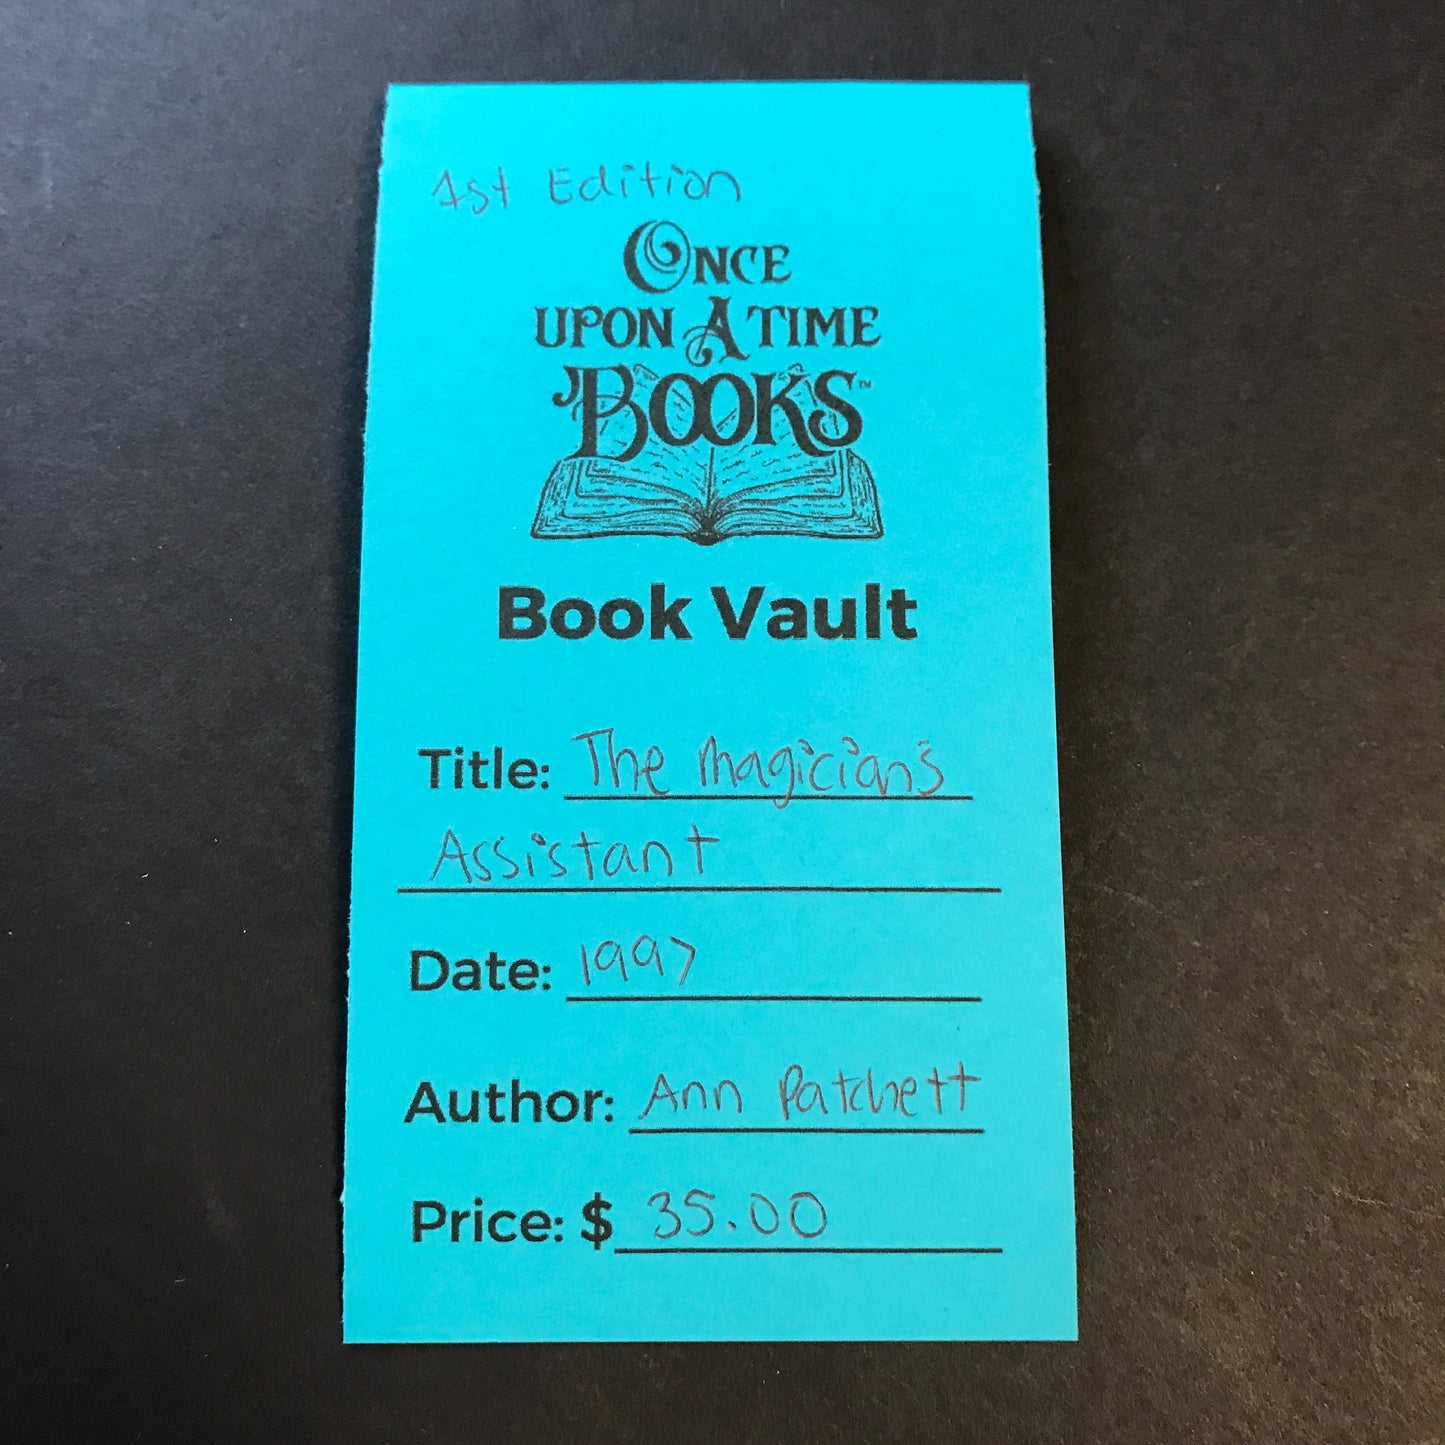 1st Edition
ONCE
UPON A TIME
BOOKS™
Book Vault
Title: The Magician's
Assistant
Date: 1997
Author: Ann Patchett
Price: $ 35.00